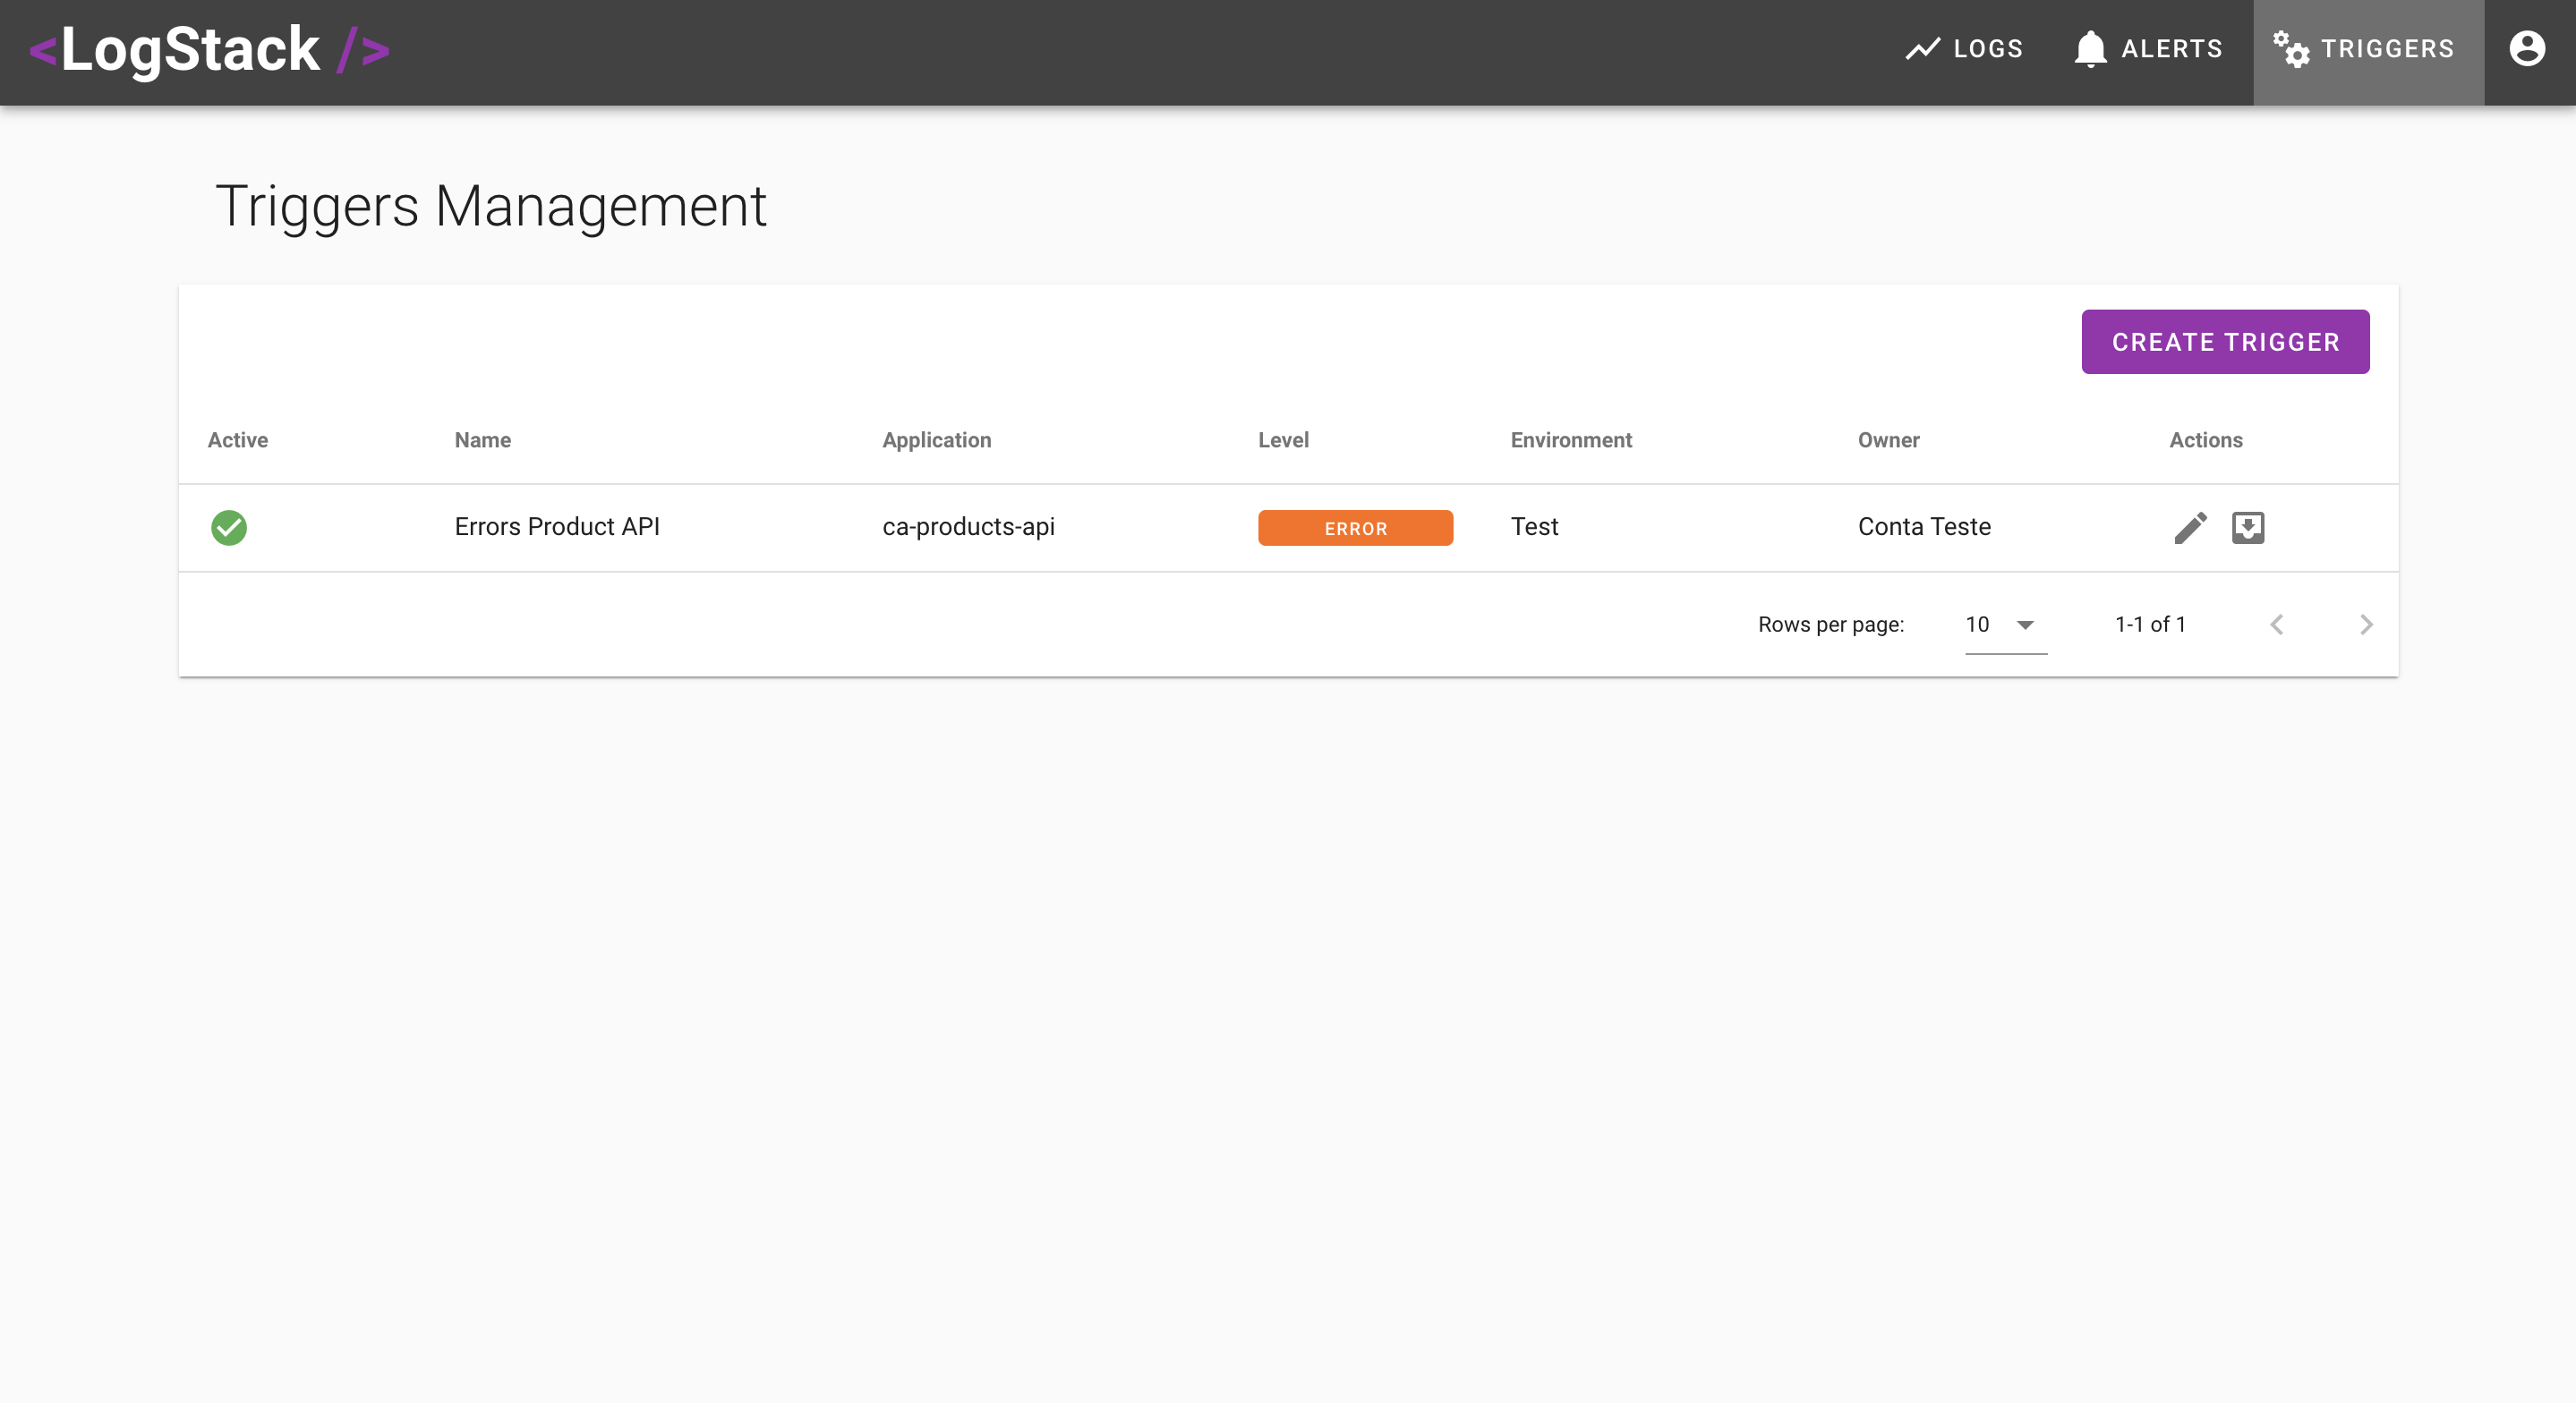 <LogStack />
LOGS
ALERTS
TRIGGERS
Triggers Management
CREATE TRIGGER
Active Name Application Level Environment Owner Actions
Errors Product API ca-products-api ERROR Test Conta Teste
Rows per page: 10 1-1 of 1